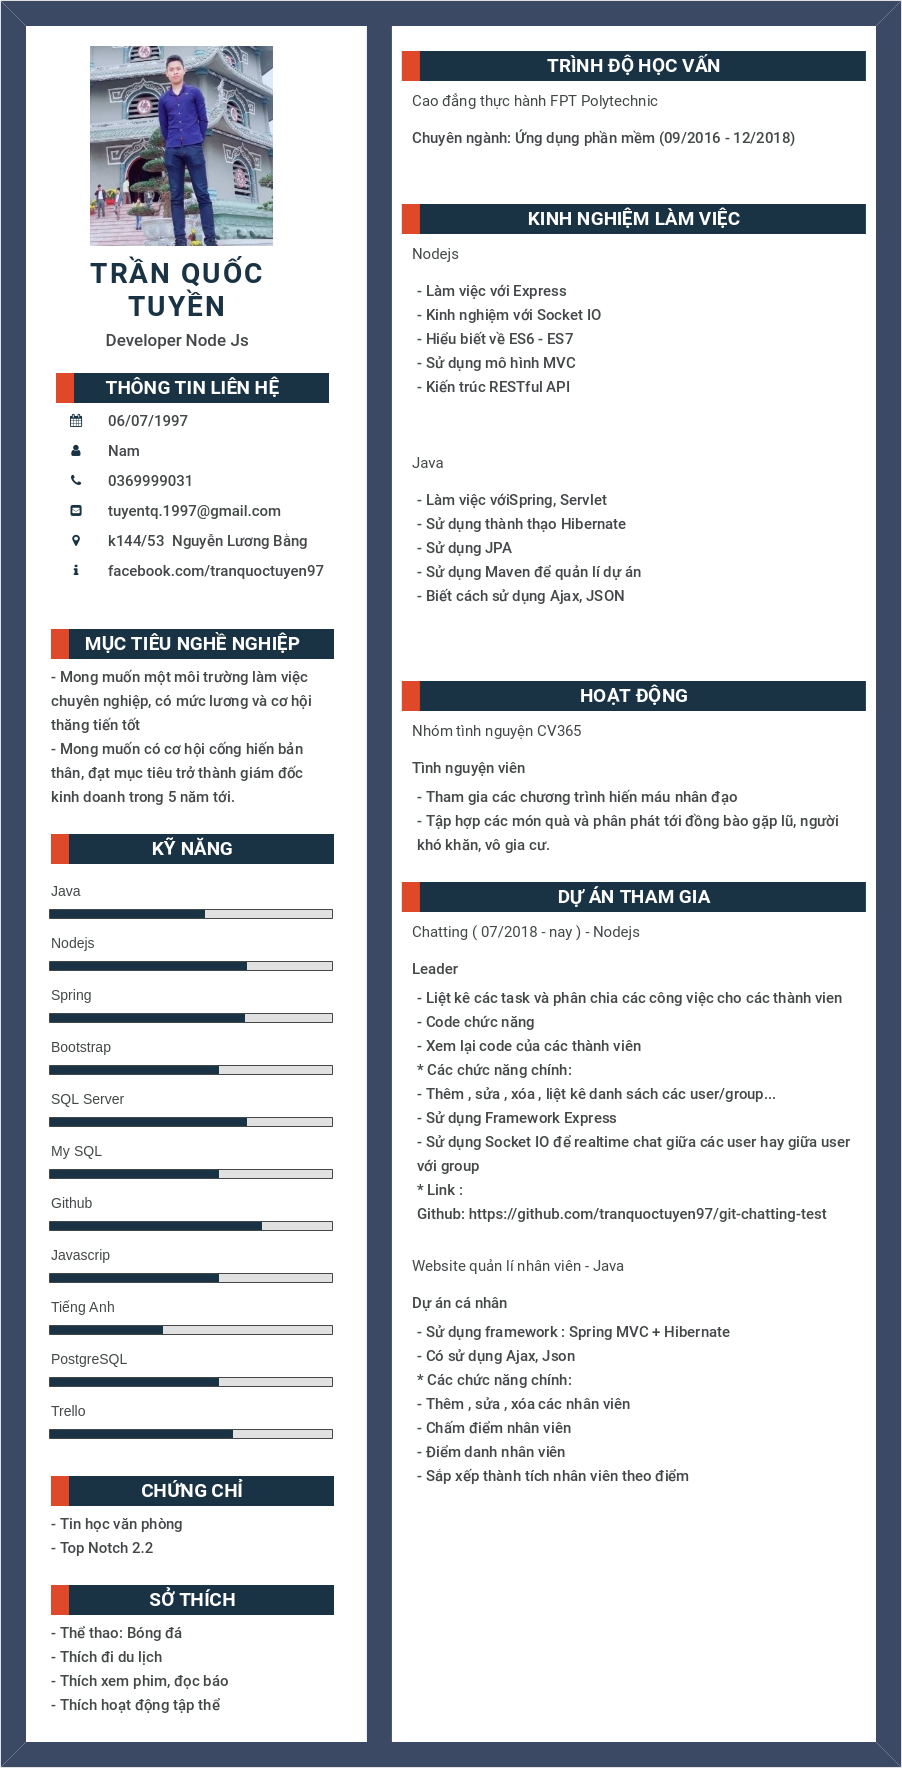 TRẦN QUỐC
TUYỀN
Developer Node Js
THÔNG TIN LIÊN HỆ
06/07/1997
Nam
0369999031
tuyentq.1997@gmail.com
k144/53 Nguyễn Lương Bằng
facebook.com/tranquoctuyen97
MỤC TIÊU NGHỀ NGHIỆP
- Mong muốn một môi trường làm việc
chuyên nghiệp, có mức lương và cơ hội
thăng tiến tốt
- Mong muốn có cơ hội cống hiến bản
thân, đạt mục tiêu trở thành giám đốc
kinh doanh trong 5 năm tới.
KỸ NĂNG
Java
Nodejs
Spring
Bootstrap
SQL Server
My SQL
Github
Javascrip
Tiếng Anh
PostgreSQL
Trello
CHỨNG CHỈ
- Tin học văn phòng
- Top Notch 2.2
SỞ THÍCH
- Thể thao: Bóng đá
- Thích đi du lịch
- Thích xem phim, đọc báo
- Thích hoạt động tập thể
TRÌNH ĐỘ HỌC VẤN
Cao đẳng thực hành FPT Polytechnic
Chuyên ngành: Ứng dụng phần mềm (09/2016 - 12/2018)
KINH NGHIỆM LÀM VIỆC
Nodejs
- Làm việc với Express
- Kinh nghiệm với Socket IO
- Hiểu biết về ES6 - ES7
- Sử dụng mô hình MVC
- Kiến trúc RESTful API
Java
- Làm việc vớiSpring, Servlet
- Sử dụng thành thạo Hibernate
- Sử dụng JPA
- Sử dụng Maven để quản lí dự án
- Biết cách sử dụng Ajax, JSON
HOẠT ĐỘNG
Nhóm tình nguyện CV365
Tình nguyện viên
- Tham gia các chương trình hiến máu nhân đạo
- Tập hợp các món quà và phân phát tới đồng bào gặp lũ, người
khó khăn, vô gia cư.
DỰ ÁN THAM GIA
Chatting ( 07/2018 - nay ) - Nodejs
Leader
- Liệt kê các task và phân chia các công việc cho các thành vien
- Code chức năng
- Xem lại code của các thành viên
* Các chức năng chính:
- Thêm , sửa , xóa , liệt kê danh sách các user/group...
- Sử dụng Framework Express
- Sử dụng Socket IO để realtime chat giữa các user hay giữa user
với group
* Link :
Github: https://github.com/tranquoctuyen97/git-chatting-test
Website quản lí nhân viên - Java
Dự án cá nhân
- Sử dụng framework : Spring MVC + Hibernate
- Có sử dụng Ajax, Json
* Các chức năng chính:
- Thêm , sửa , xóa các nhân viên
- Chấm điểm nhân viên
- Điểm danh nhân viên
- Sắp xếp thành tích nhân viên theo điểm